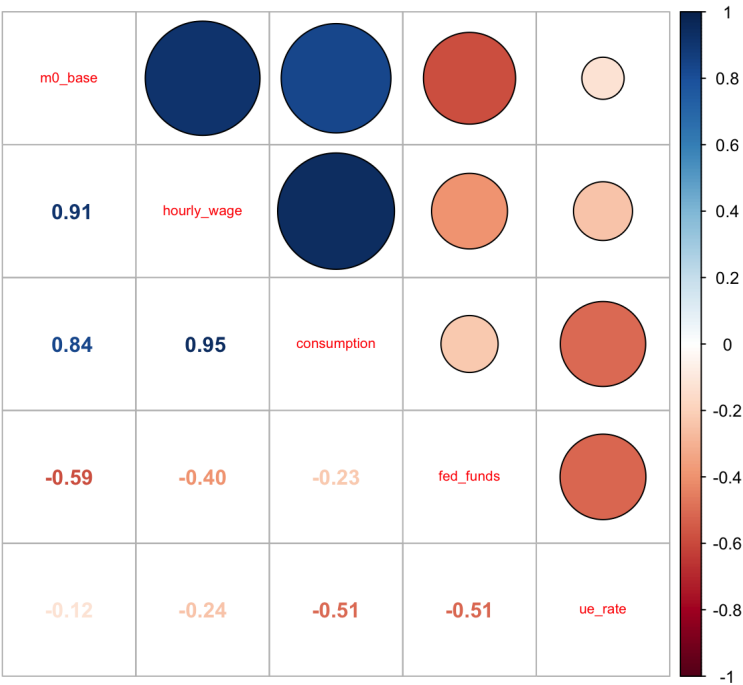 m0_base
0.91 hourly_wage
0.84 0.95 consumption
-0.59 -0.40 -0.23 fed_funds
-0.12 -0.24 -0.51 -0.51 ue_rate
1
0.8
0.6
0.4
0.2
0
-0.2
-0.4
-0.6
-0.8
-1